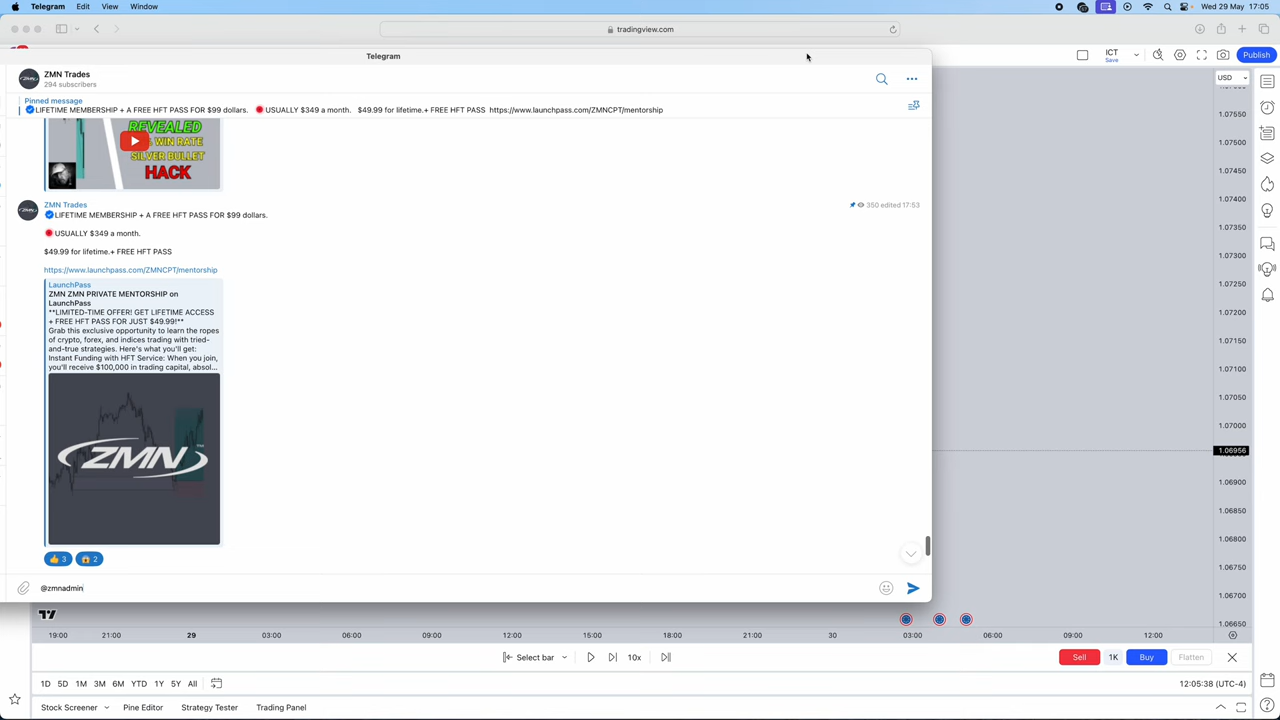 Telegram Edit View Window Wed 29 May 17:05
tradingview.com
Telegram
ICT
Save
Publish
ZMN Trades
294 subscribers
USD
Pinned message
LIFETIME MEMBERSHIP + A FREE HFT PASS FOR $99 dollars. USUALLY $349 a month. $49.99 for lifetime.+ FREE HFT PASS https://www.launchpass.com/ZMNCPT/mentorship
REVEALED
% WIN RATE
SILVER BULLET
HACK
ZMN Trades
350 edited 17:53
LIFETIME MEMBERSHIP + A FREE HFT PASS FOR $99 dollars.
USUALLY $349 a month.
$49.99 for lifetime.+ FREE HFT PASS
https://www.launchpass.com/ZMNCPT/mentorship
LaunchPass
ZMN ZMN PRIVATE MENTORSHIP on
LaunchPass
**LIMITED-TIME OFFER! GET LIFETIME ACCESS
+ FREE HFT PASS FOR JUST $49.99!**
Grab this exclusive opportunity to learn the ropes
of crypto, forex, and indices trading with tried-
and-true strategies. Here's what you'll get:
Instant Funding with HFT Service: When you join,
you'll receive $100,000 in trading capital, absol...
ZMN™
3 2
@zmnadmin
1.07550
1.07500
1.07450
1.07400
1.07350
1.07300
1.07250
1.07200
1.07150
1.07100
1.07050
1.07000
1.06956
1.06900
1.06850
1.06800
1.06750
1.06700
1.06650
19:00 21:00 29 03:00 06:00 09:00 12:00 15:00 18:00 21:00 30 03:00 06:00 09:00 12:00
Select bar 10x Sell 1K Buy Flatten
1D 5D 1M 3M 6M YTD 1Y 5Y All 12:05:38 (UTC-4)
Stock Screener Pine Editor Strategy Tester Trading Panel